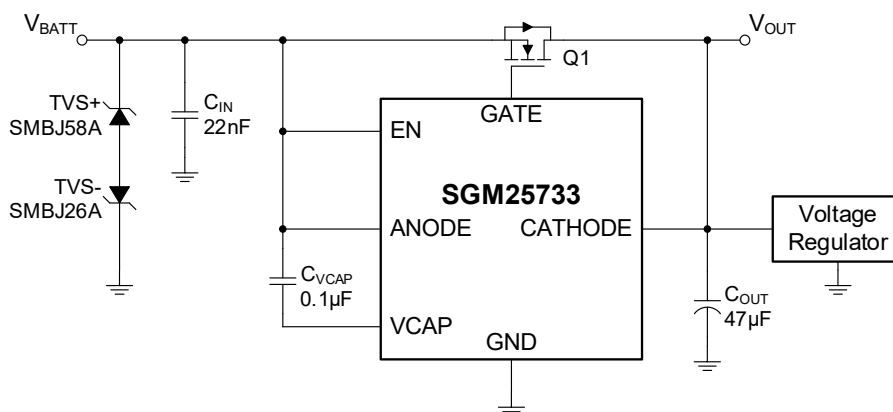 VBATT
VOUT
Q1
TVS+
SMBJ58A
CIN
22nF
GATE
EN
SGM25733
TVS-
SMBJ26A
ANODE
CATHODE
Voltage
Regulator
CVCAP
0.1µF
VCAP
COUT
47µF
GND